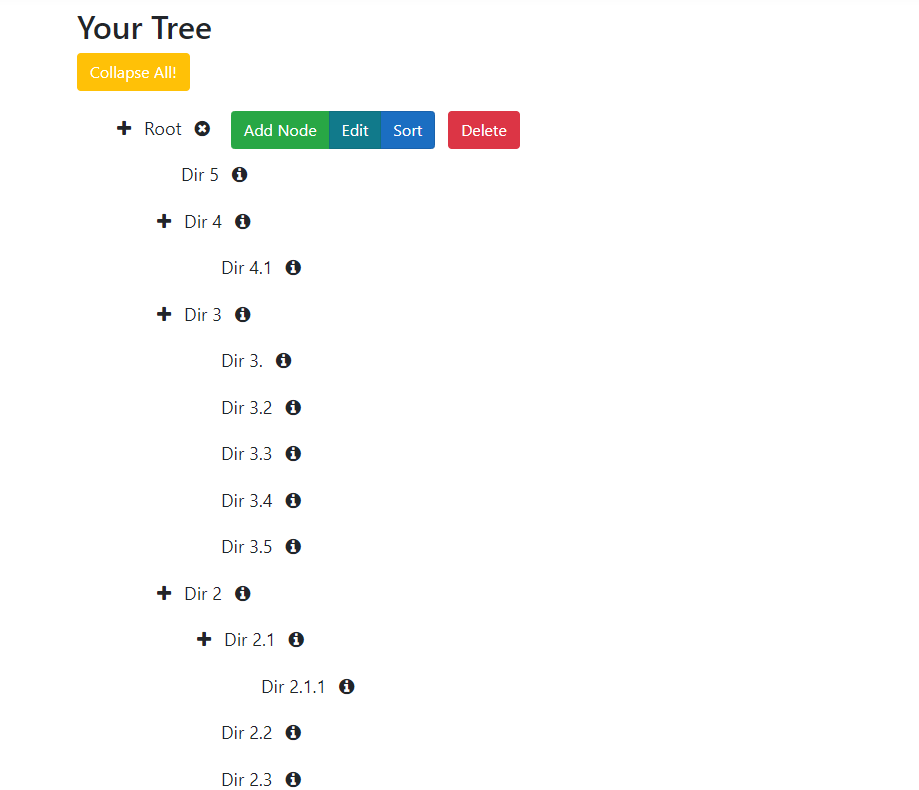 Your Tree
Collapse All!
Root Add Node Edit Sort Delete
Dir 5
Dir 4
Dir 4.1
Dir 3
Dir 3.
Dir 3.2
Dir 3.3
Dir 3.4
Dir 3.5
Dir 2
Dir 2.1
Dir 2.1.1
Dir 2.2
Dir 2.3